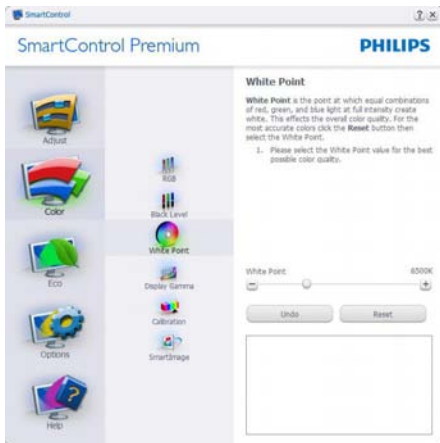 SmartControl
SmartControl Premium
PHILIPS
Adjust
Color
Eco
Options
Help
RGB
Black Level
White Point
Display Gamma
Calibration
SmartImage
White Point
White Point is the point at which equal combinations
of red, green, and blue light at full intensity create
white. This effects the overall color quality. For the
most accurate colors click the Reset button then
select the White Point.
1. Please select the White Point value for the best
possible color quality.
White Point 6500K
Undo Reset